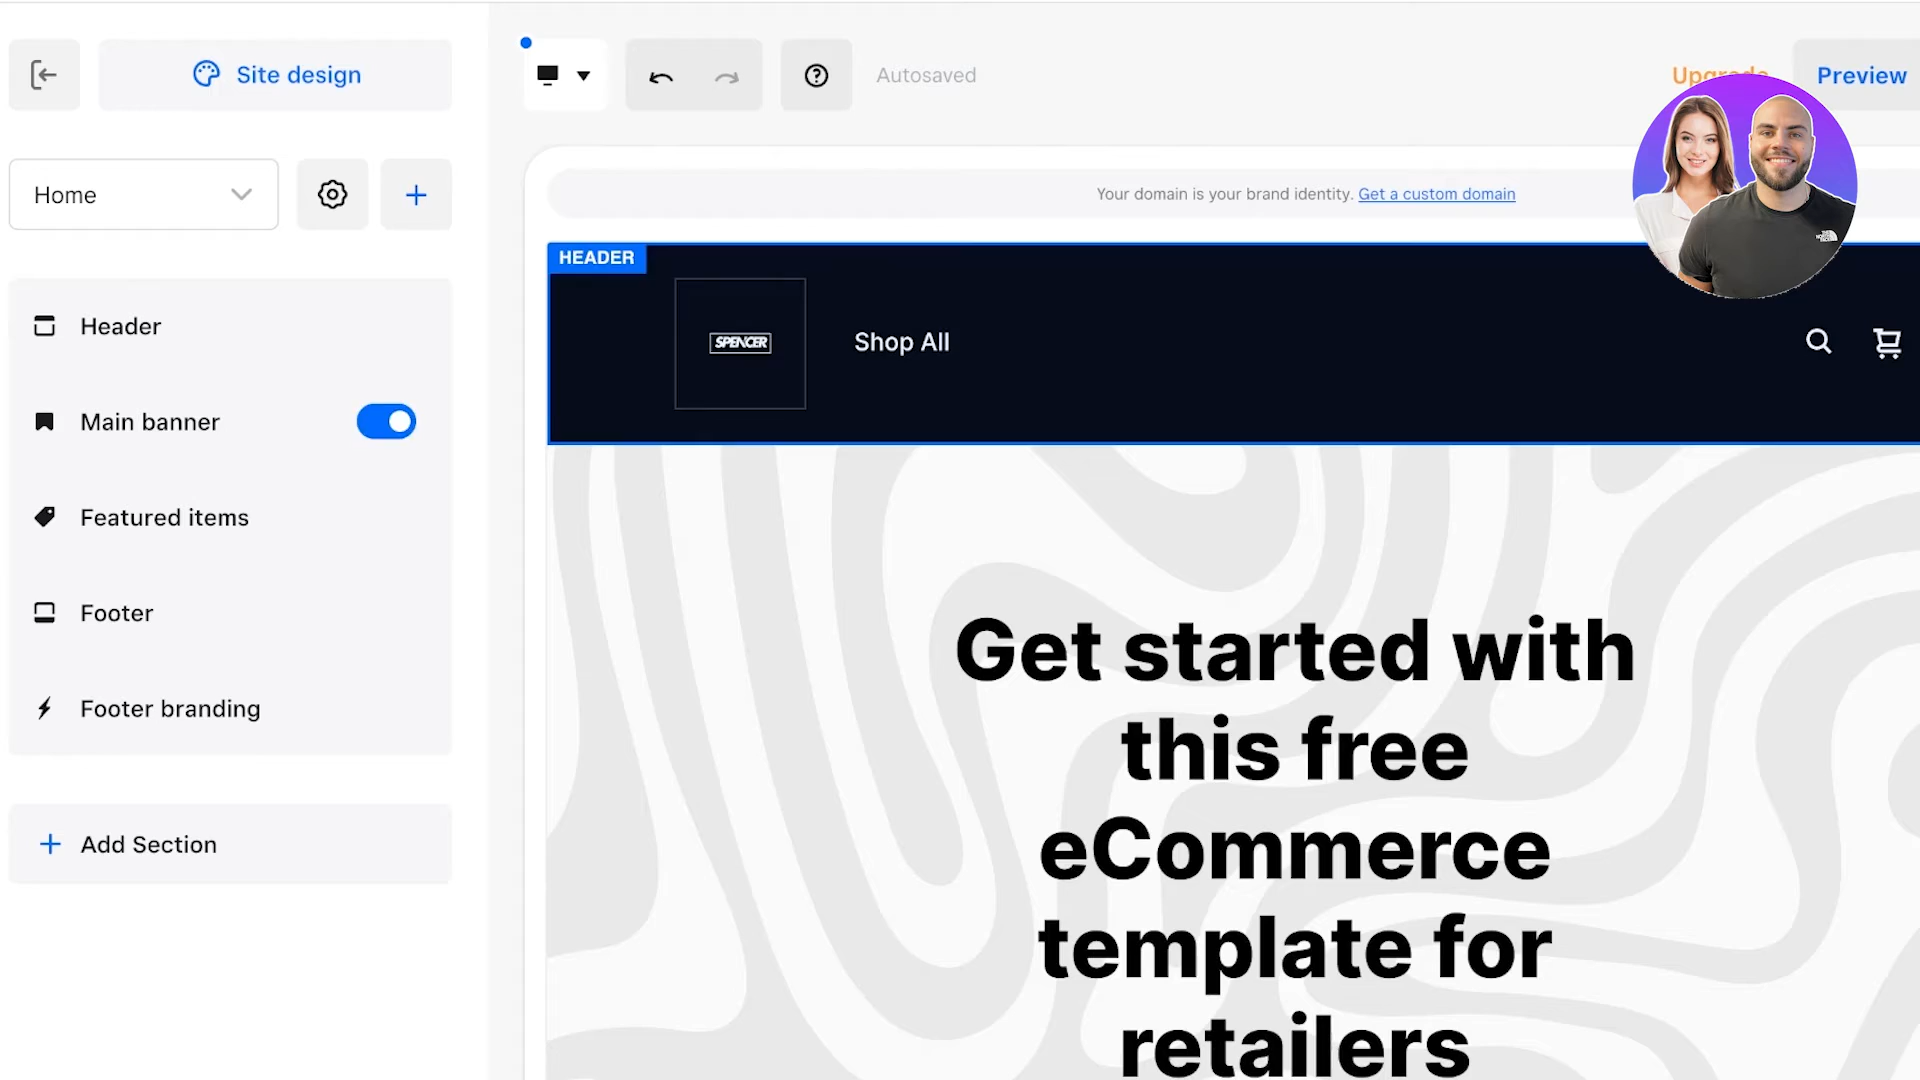 Site design
Autosaved
Upgrade
Preview
Home
Your domain is your brand identity. Get a custom domain
HEADER
SPENCER
Shop All
Header
Main banner
Featured items
Footer
Footer branding
Add Section
Get started with
this free
eCommerce
template for
retailers